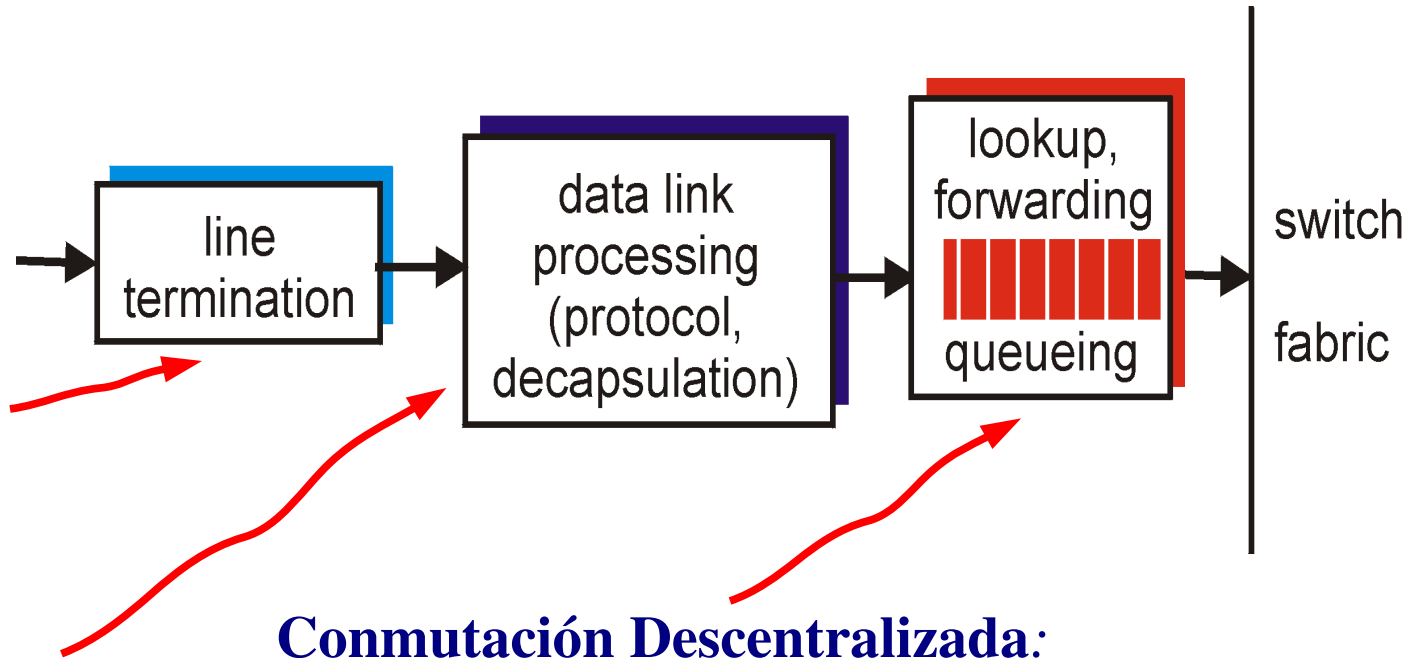 line
termination
data link
processing
(protocol,
decapsulation)
lookup,
forwarding
queueing
switch
fabric
Conmutación Descentralizada: